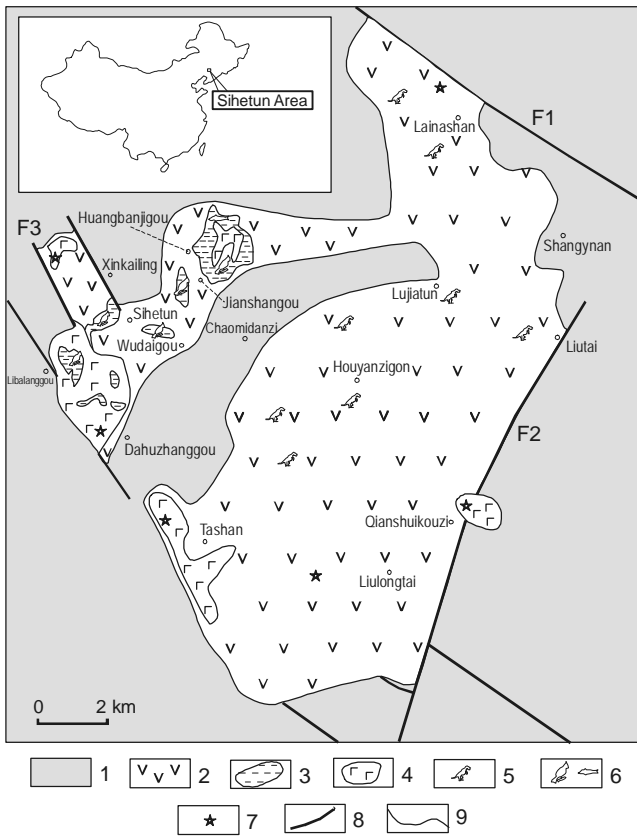 Sihetun Area
F1
Lainashan
Huangbanjigou
F3
Shangynan
Xinkailing
Jianshangou
Lujiatun
Sihetun
Chaomidanzi
Liutai
Wudaigou
Libalanggou
Houyanzigon
F2
Dahuzhanggou
Qianshuikouzi
Tashan
Liulongtai
0 2 km
1 2 3 4 5 6
7 8 9